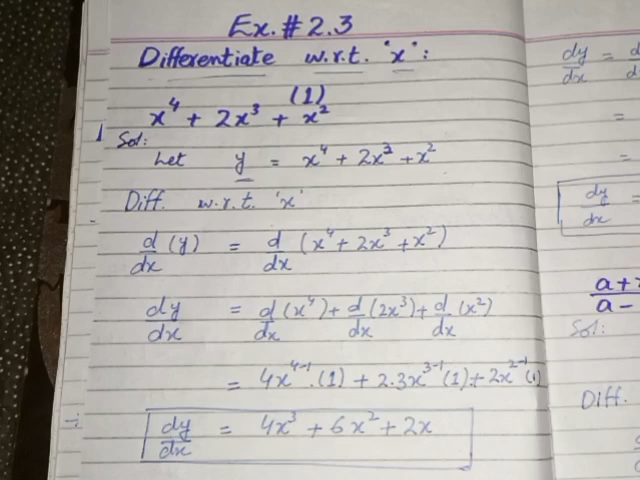 Ex. # 2.3
Differentiate w.r.t. 'x' :
(1)
x⁴ + 2x³ + x²
Sol:
Let y = x⁴ + 2x³ + x²
Diff. w.r.t. 'x'
d/dx (y) = d/dx (x⁴ + 2x³ + x²)
dy/dx = d/dx (x⁴) + d/dx (2x³) + d/dx (x²)
= 4x⁴⁻¹.(1) + 2.3x³⁻¹(1) + 2x²⁻¹(1)
dy/dx = 4x³ + 6x² + 2x
dy/dx =
=
=
dy/dx =
Sol:
Diff.